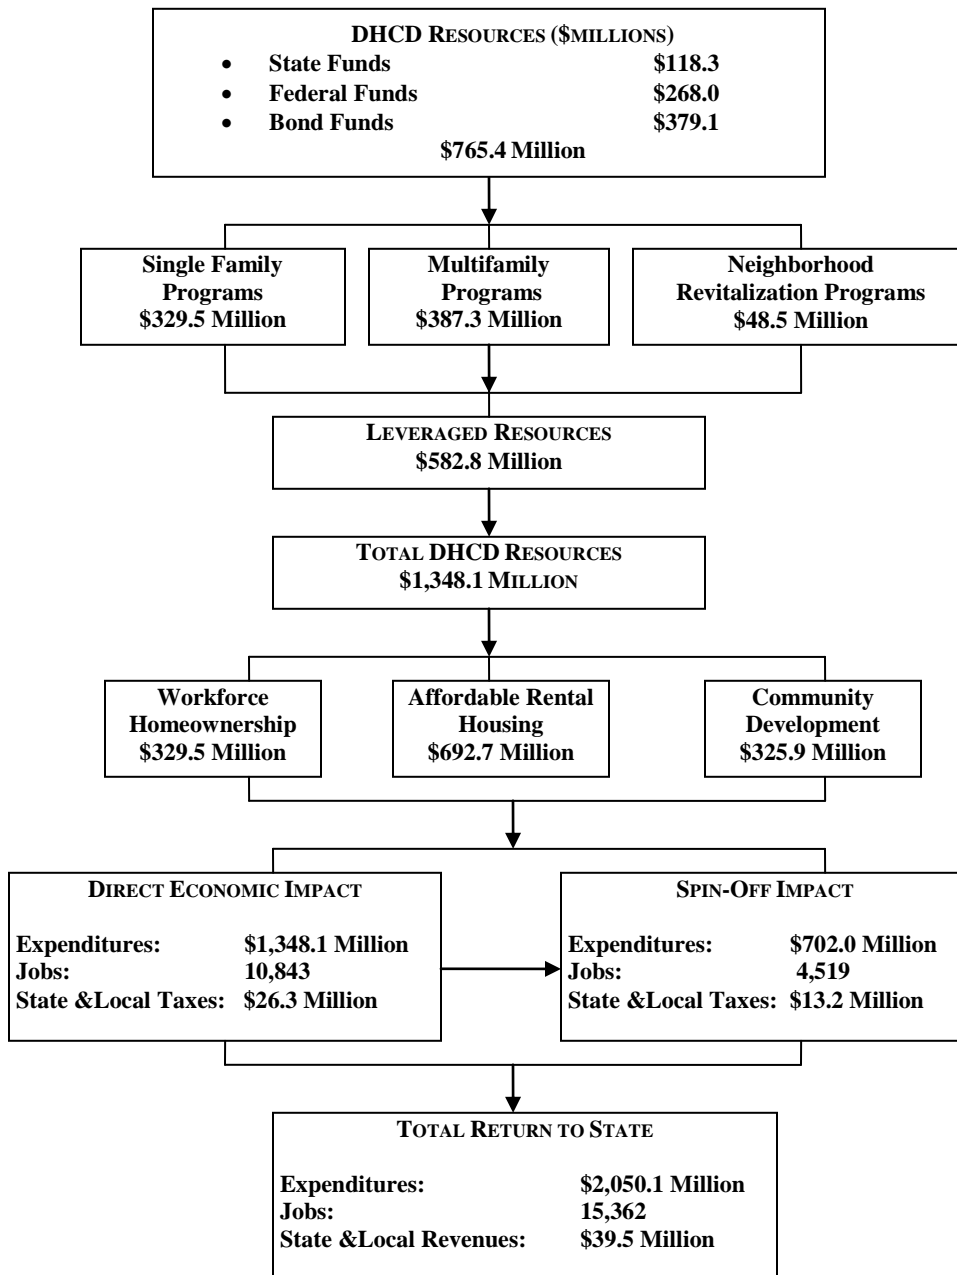 DHCD RESOURCES ($MILLIONS)
• State Funds $118.3
• Federal Funds $268.0
• Bond Funds $379.1
$765.4 Million
Single Family
Programs
$329.5 Million
Multifamily
Programs
$387.3 Million
Neighborhood
Revitalization Programs
$48.5 Million
LEVERAGED RESOURCES
$582.8 Million
TOTAL DHCD RESOURCES
$1,348.1 MILLION
Workforce
Homeownership
$329.5 Million
Affordable Rental
Housing
$692.7 Million
Community
Development
$325.9 Million
DIRECT ECONOMIC IMPACT
Expenditures: $1,348.1 Million
Jobs: 10,843
State &Local Taxes: $26.3 Million
SPIN-OFF IMPACT
Expenditures: $702.0 Million
Jobs: 4,519
State &Local Taxes: $13.2 Million
TOTAL RETURN TO STATE
Expenditures: $2,050.1 Million
Jobs: 15,362
State &Local Revenues: $39.5 Million